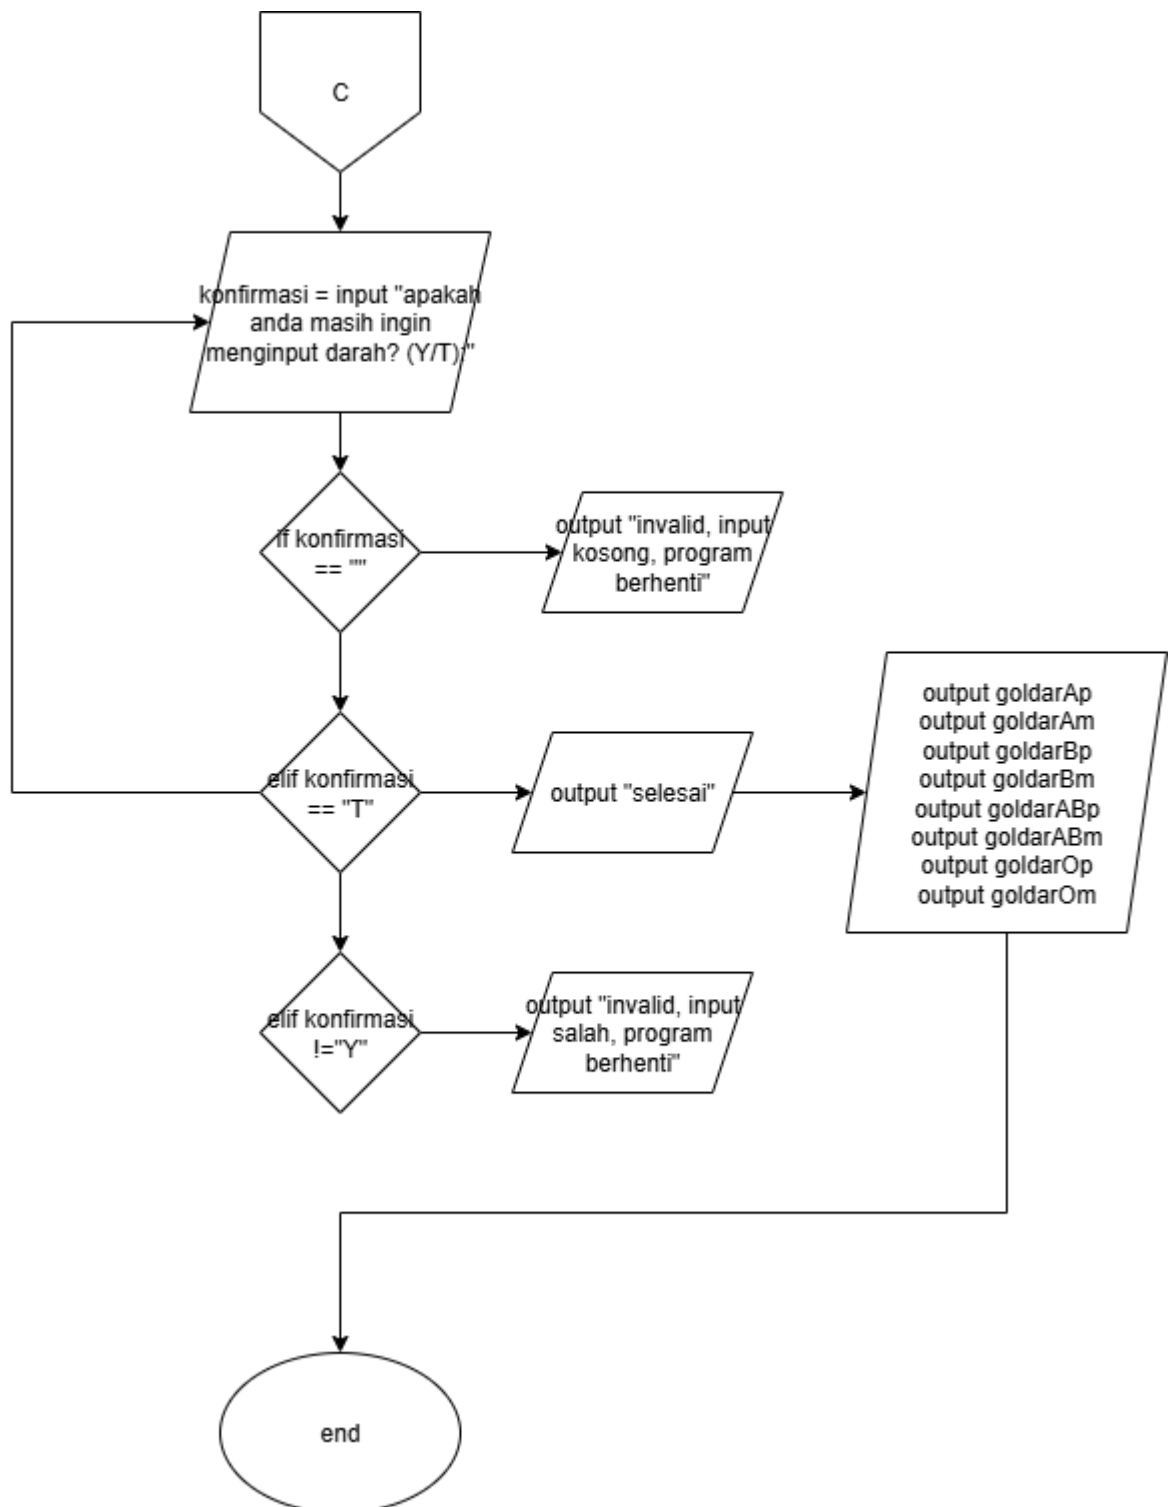 C
konfirmasi = input "apakah
anda masih ingin
menginput darah? (Y/T):"
if konfirmasi
== ""
output "invalid, input
kosong, program
berhenti"
elif konfirmasi
== "T"
output "selesai"
output goldarAp
output goldarAm
output goldarBp
output goldarBm
output goldarABp
output goldarABm
output goldarOp
output goldarOm
elif konfirmasi
!="Y"
output "invalid, input
salah, program
berhenti"
end